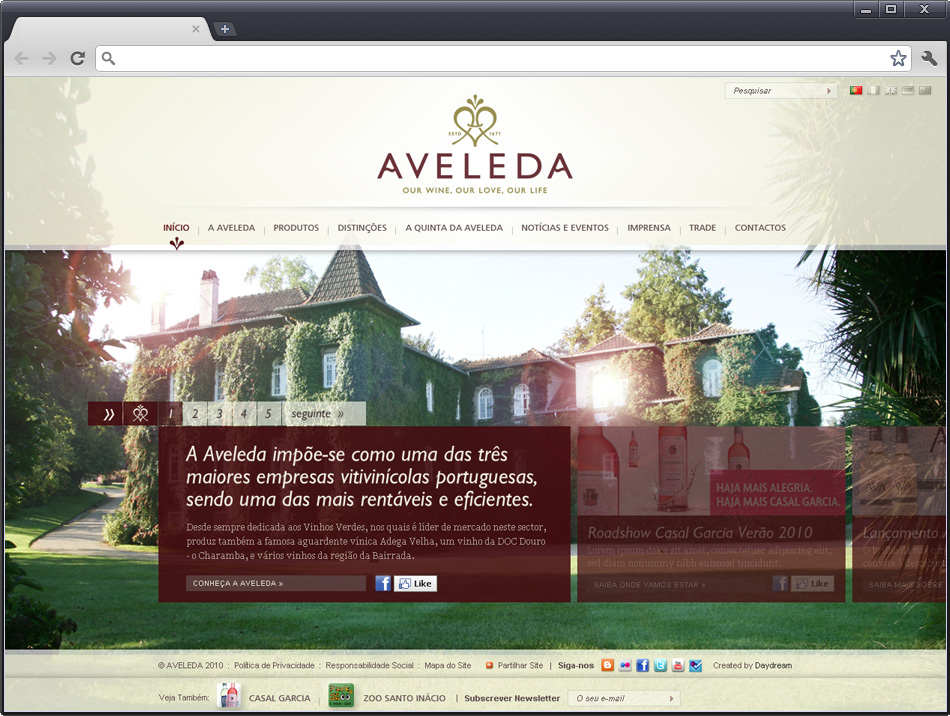 Pesquisar
ESTD 1671
AVELEDA
OUR WINE, OUR LOVE, OUR LIFE
INÍCIO
A AVELEDA
PRODUTOS
DISTINÇÕES
A QUINTA DA AVELEDA
NOTÍCIAS E EVENTOS
IMPRENSA
TRADE
CONTACTOS
1 2 3 4 5 seguinte »
A Aveleda impõe-se como uma das três
maiores empresas vitivinícolas portuguesas,
sendo uma das mais rentáveis e eficientes.
Desde sempre dedicada aos Vinhos Verdes, nos quais é líder de mercado neste sector,
produz também a famosa aguardente vínica Adega Velha, um vinho da DOC Douro
- o Charamba, e vários vinhos da região da Bairrada.
CONHEÇA A AVELEDA »
Like
HAJA MAIS ALEGRIA.
HAJA MAIS CASAL GARCIA.
Roadshow Casal Garcia Verão 2010
Lorem ipsum dolor sit amet, consectetuer adipiscing elit,
sed diam nonummy nibh euismod tincidunt.
SAIBA ONDE VAMOS ESTAR »
Like
Lançamento
SAIBA MAIS SOBRE
© AVELEDA 2010 : Política de Privacidade : Responsabilidade Social : Mapa do Site
Partilhar Site | Siga-nos
Created by Daydream
Veja Também:
CASAL GARCIA
ZOO SANTO INÁCIO
| Subscrever Newsletter
O seu e-mail